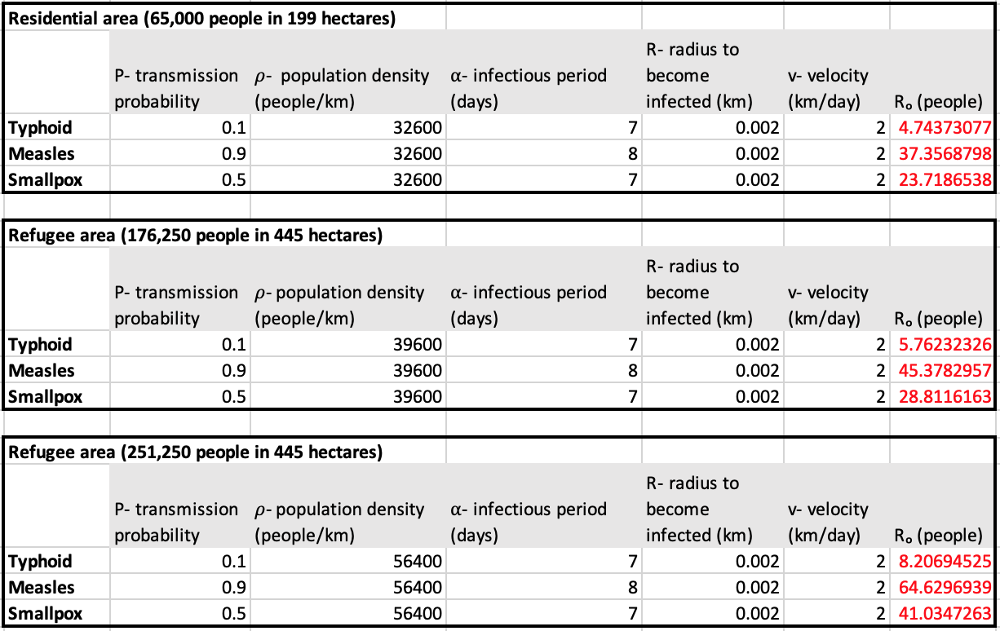 Residential area (65,000 people in 199 hectares)
P- transmission probability ρ- population density (people/km) α- infectious period (days) R- radius to become infected (km) v- velocity (km/day) R₀ (people)
Typhoid 0.1 32600 7 0.002 2 4.74373077
Measles 0.9 32600 8 0.002 2 37.3568798
Smallpox 0.5 32600 7 0.002 2 23.7186538
Refugee area (176,250 people in 445 hectares)
P- transmission probability ρ- population density (people/km) α- infectious period (days) R- radius to become infected (km) v- velocity (km/day) R₀ (people)
Typhoid 0.1 39600 7 0.002 2 5.76232326
Measles 0.9 39600 8 0.002 2 45.3782957
Smallpox 0.5 39600 7 0.002 2 28.8116163
Refugee area (251,250 people in 445 hectares)
P- transmission probability ρ- population density (people/km) α- infectious period (days) R- radius to become infected (km) v- velocity (km/day) R₀ (people)
Typhoid 0.1 56400 7 0.002 2 8.20694525
Measles 0.9 56400 8 0.002 2 64.6296939
Smallpox 0.5 56400 7 0.002 2 41.0347263